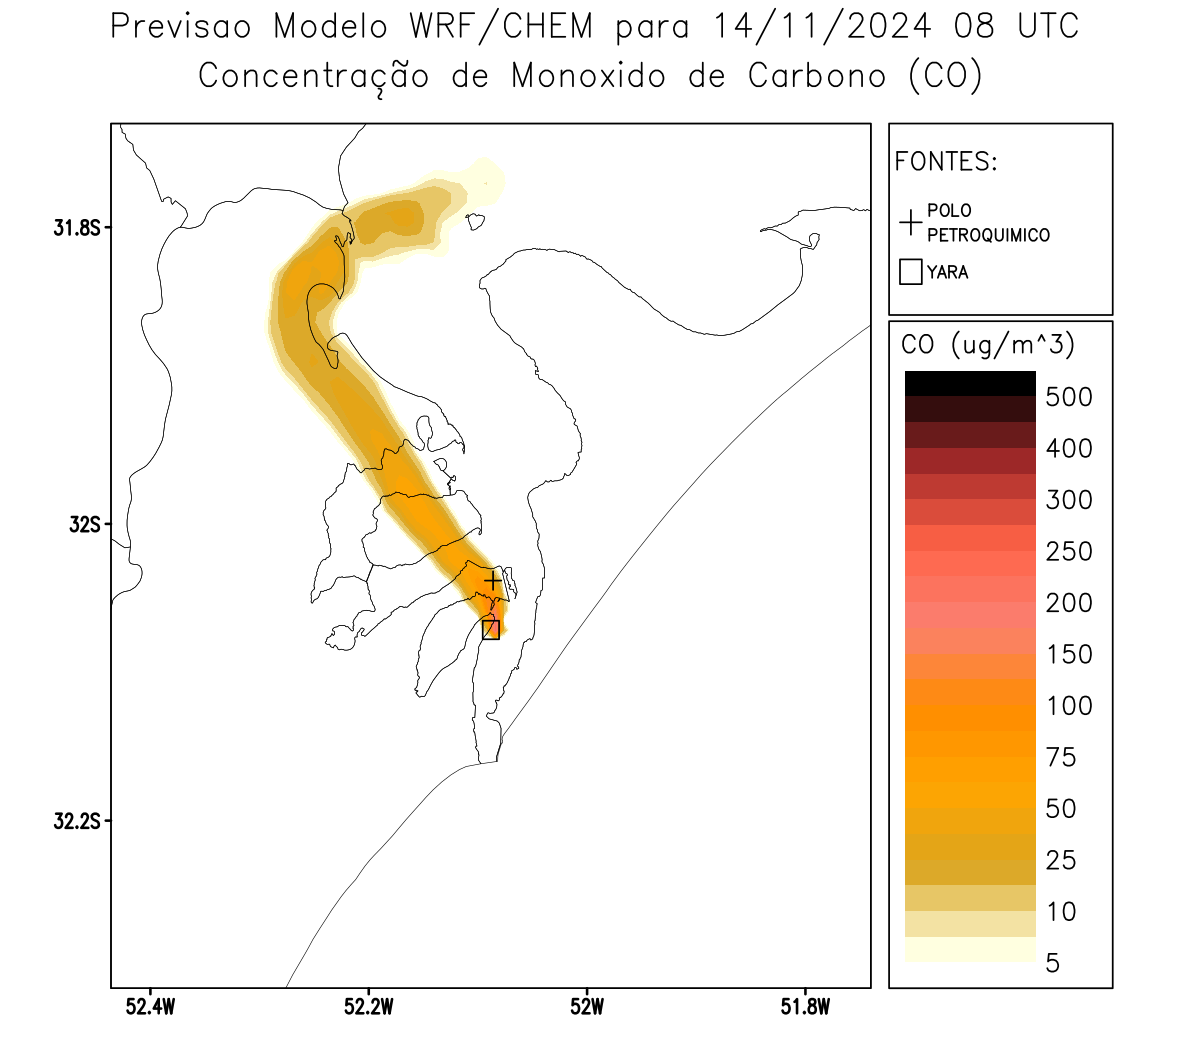 Previsao Modelo WRF/CHEM para 14/11/2024 08 UTC
Concentração de Monoxido de Carbono (CO)
FONTES:
POLO
PETROQUIMICO
YARA
CO (ug/m^3)
500
400
300
250
200
150
100
75
50
25
10
5
31.8S
32S
32.2S
52.4W
52.2W
52W
51.8W